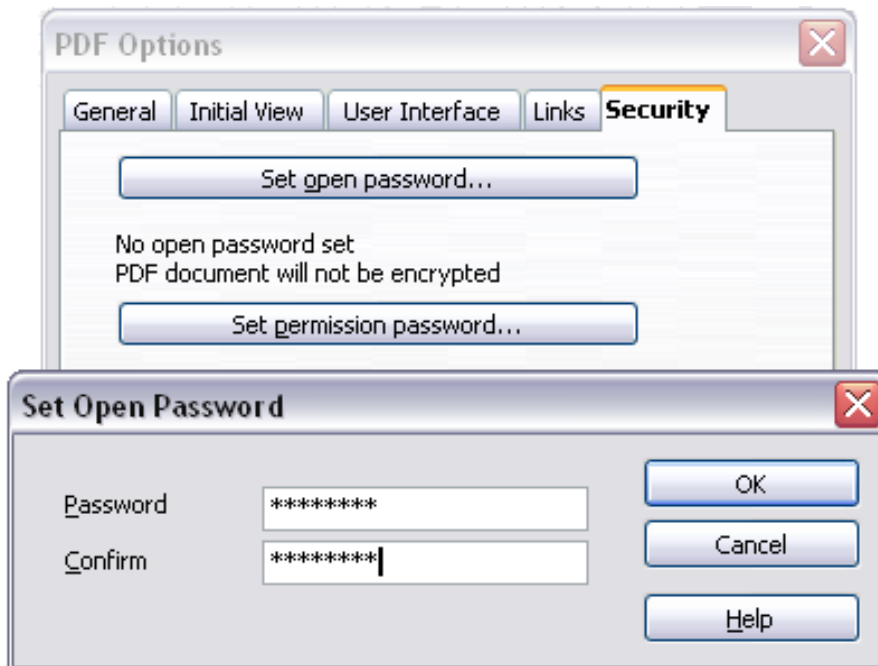 PDF Options
General Initial View User Interface Links Security
Set open password...
No open password set
PDF document will not be encrypted
Set permission password...
Set Open Password
Password ********
OK
Confirm ********
Cancel
Help